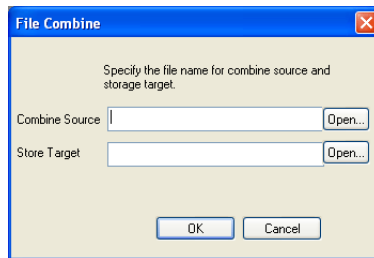 File Combine
Specify the file name for combine source and
storage target.
Combine Source Open...
Store Target Open...
OK Cancel